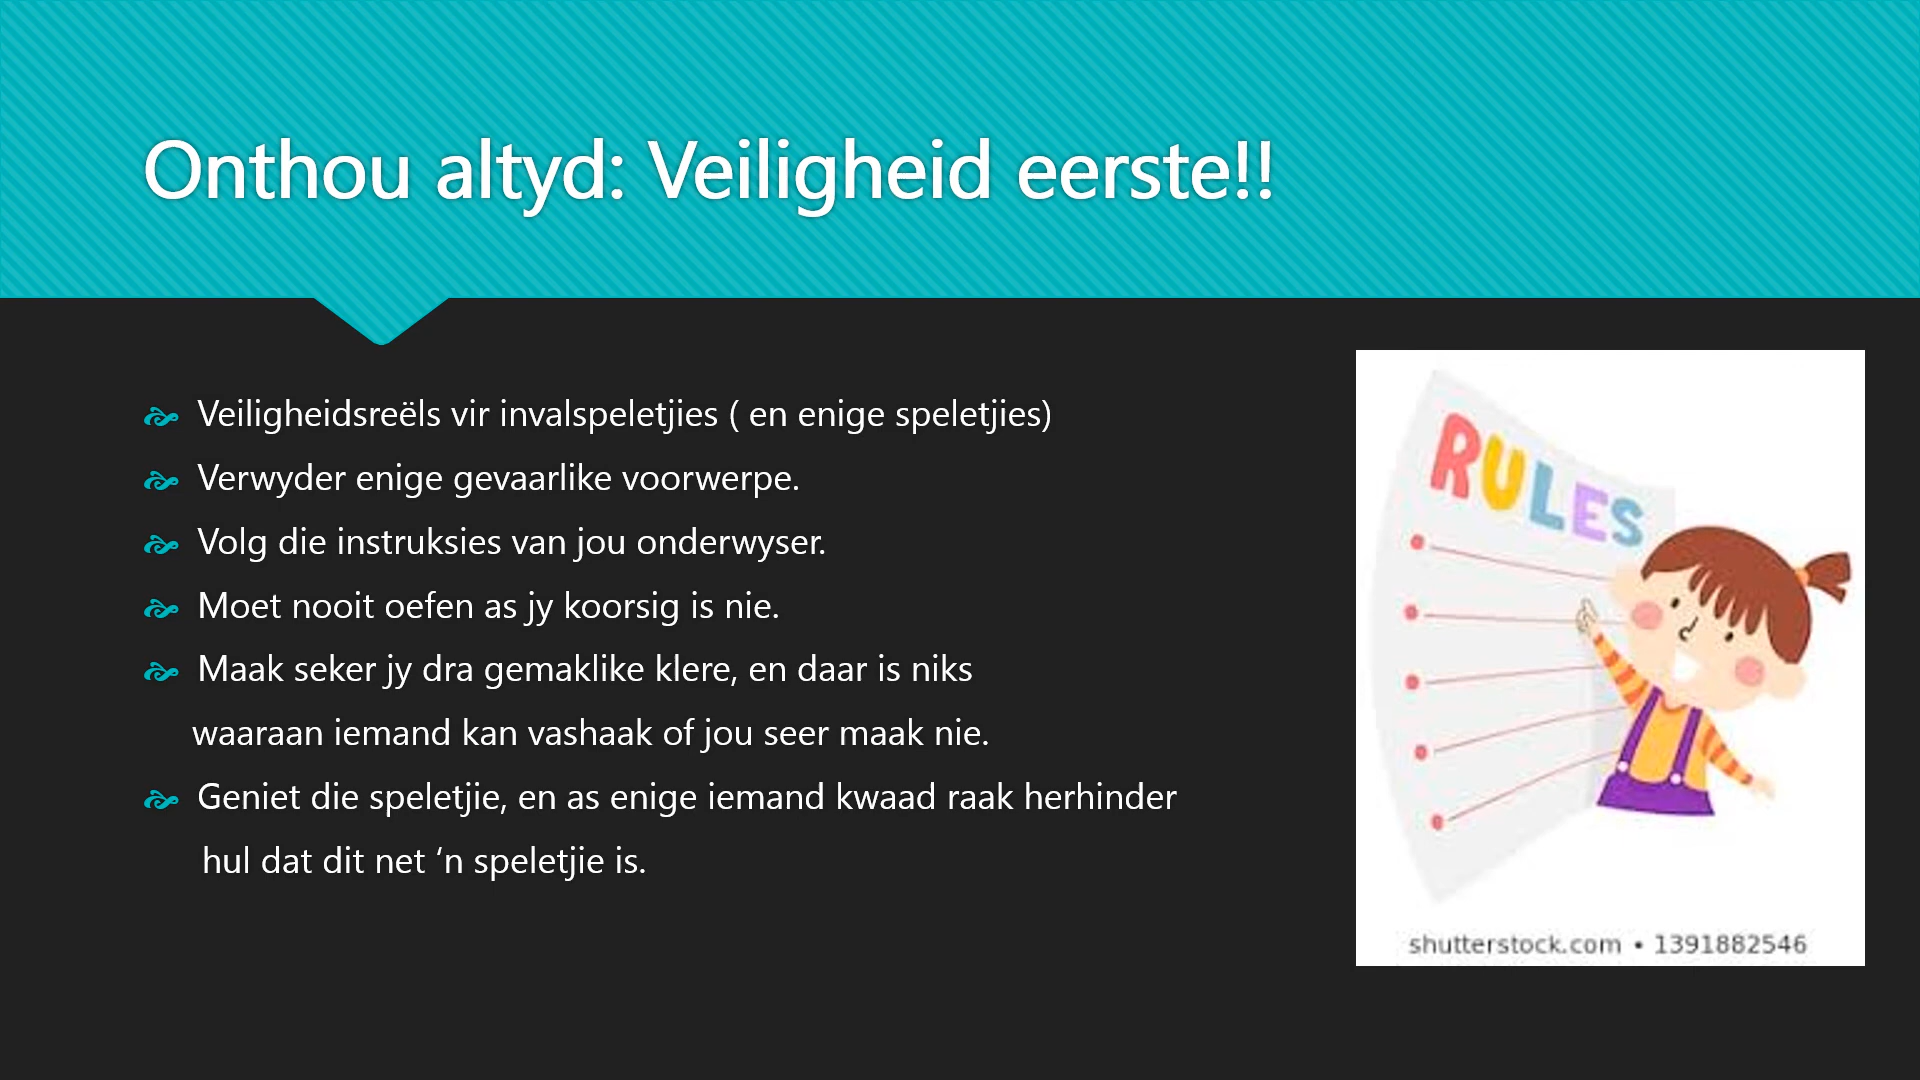 Onthou altyd: Veiligheid eerste!!
Veiligheidsreëls vir invalspeletjies ( en enige speletjies)
Verwyder enige gevaarlike voorwerpe.
Volg die instruksies van jou onderwyser.
Moet nooit oefen as jy koorsig is nie.
Maak seker jy dra gemaklike klere, en daar is niks
waaraan iemand kan vashaak of jou seer maak nie.
Geniet die speletjie, en as enige iemand kwaad raak herhinder
hul dat dit net ‘n speletjie is.
RULES
shutterstock.com • 1391882546